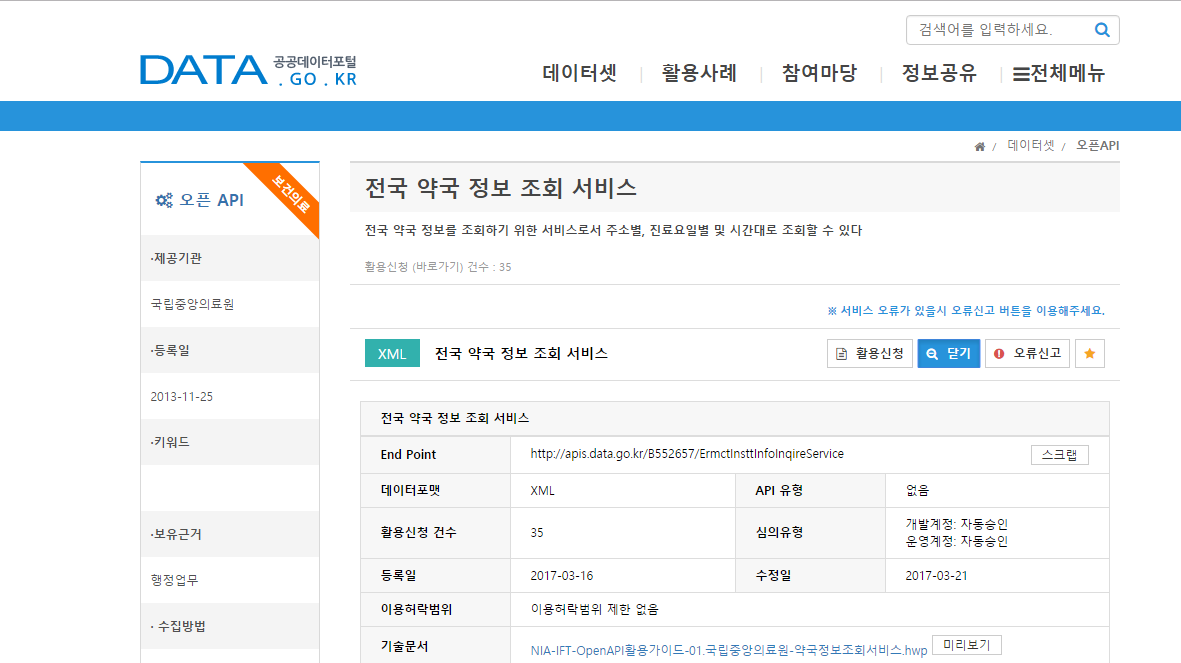 검색어를 입력하세요.
DATA 공공데이터포털
. GO . KR
데이터셋 | 활용사례 | 참여마당 | 정보공유 | 전체메뉴
/ 데이터셋 / 오픈API
오픈 API
보건의료
·제공기관
국립중앙의료원
·등록일
2013-11-25
·키워드
·보유근거
행정업무
· 수집방법
전국 약국 정보 조회 서비스
전국 약국 정보를 조회하기 위한 서비스로서 주소별, 진료요일별 및 시간대로 조회할 수 있다
활용신청 (바로가기) 건수 : 35
※ 서비스 오류가 있을시 오류신고 버튼을 이용해주세요.
XML 전국 약국 정보 조회 서비스 활용신청 닫기 오류신고
전국 약국 정보 조회 서비스
End Point http://apis.data.go.kr/B552657/ErmctInsttInfoInqireService 스크랩
데이터포맷 XML API 유형 없음
활용신청 건수 35 심의유형 개발계정: 자동승인
운영계정: 자동승인
등록일 2017-03-16 수정일 2017-03-21
이용허락범위 이용허락범위 제한 없음
기술문서 NIA-IFT-OpenAPI활용가이드-01.국립중앙의료원-약국정보조회서비스.hwp 미리보기